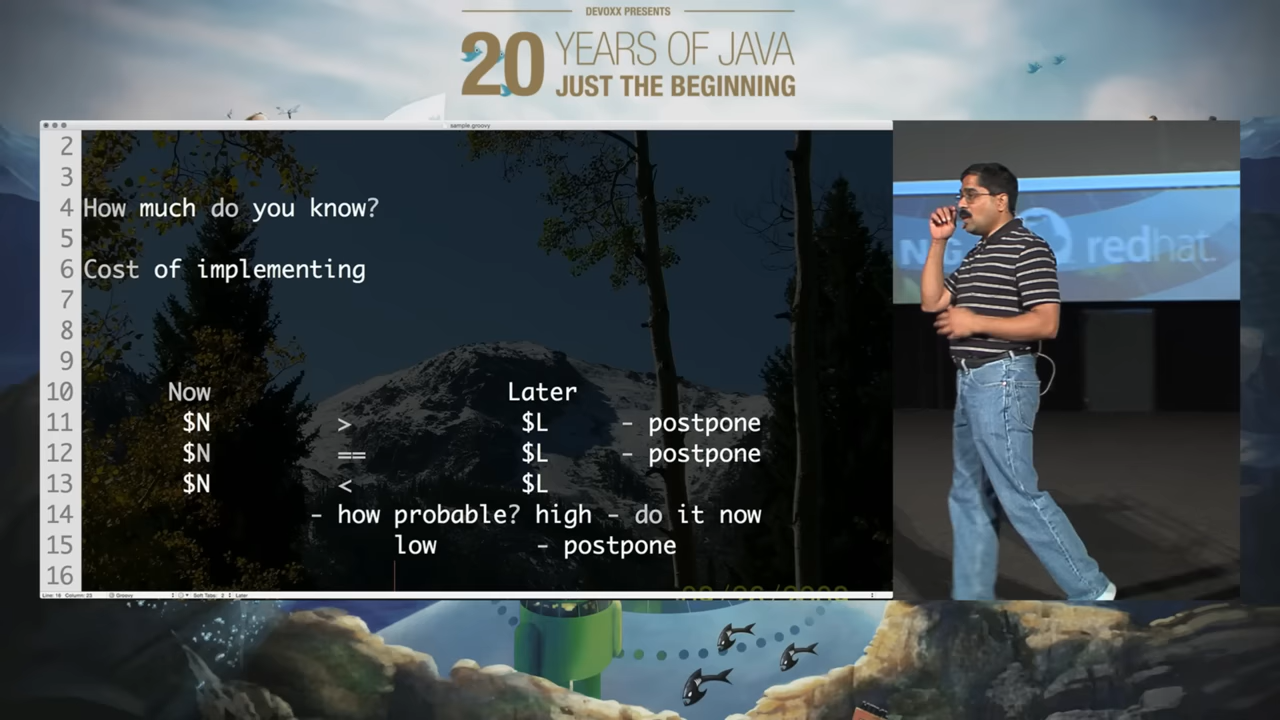 DEVOXX PRESENTS
20 YEARS OF JAVA
JUST THE BEGINNING
sample.groovy
2
3
4 How much do you know?
5
6 Cost of implementing
7
8
9
10 Now Later
11 $N > $L - postpone
12 $N == $L - postpone
13 $N < $L
14 - how probable? high - do it now
15 low - postpone
16
redhat.